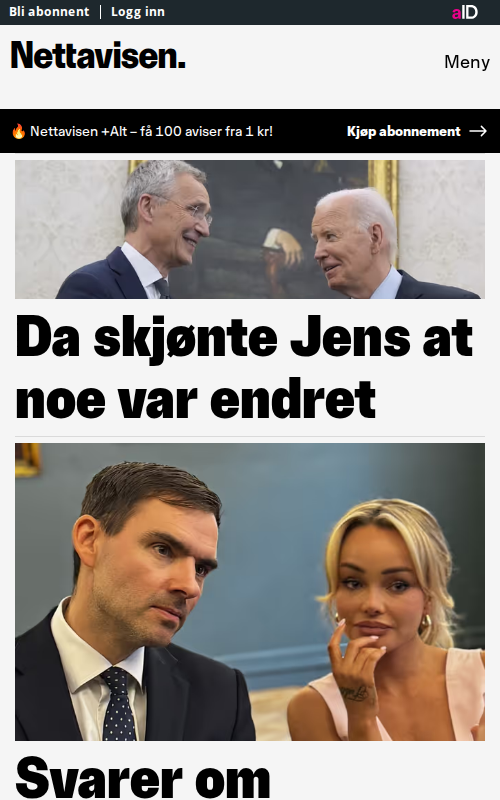 Bli abonnent | Logg inn
aID
Nettavisen.
Meny
🔥 Nettavisen +Alt – få 100 aviser fra 1 kr!
Kjøp abonnement →
Da skjønte Jens at
noe var endret
Svarer om